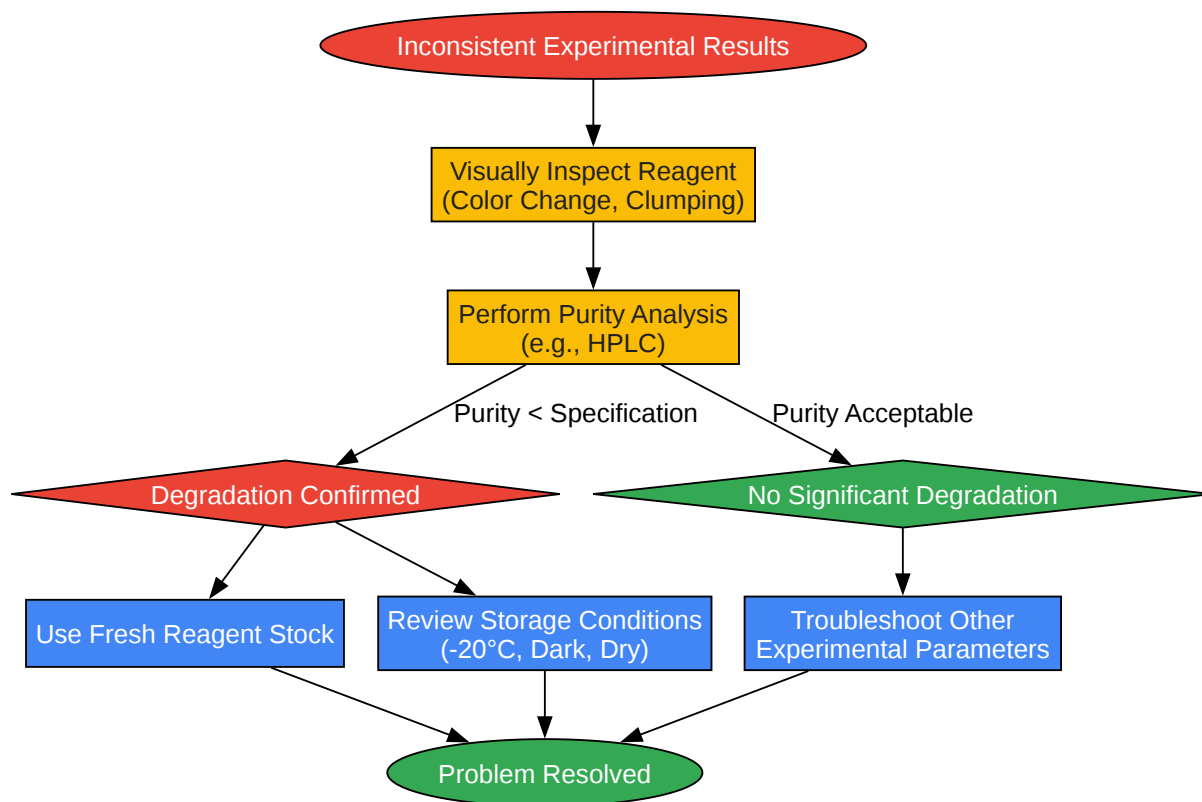 Inconsistent Experimental Results
Visually Inspect Reagent
(Color Change, Clumping)
Perform Purity Analysis
(e.g., HPLC)
Purity < Specification
Purity Acceptable
Degradation Confirmed
No Significant Degradation
Use Fresh Reagent Stock
Review Storage Conditions
(-20°C, Dark, Dry)
Troubleshoot Other
Experimental Parameters
Problem Resolved